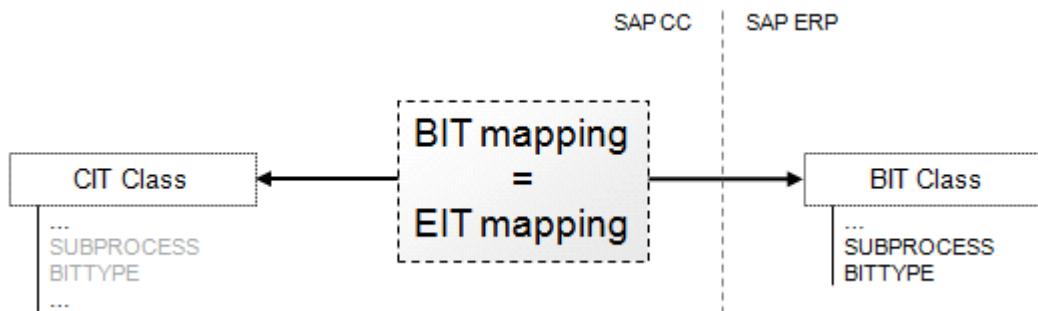 SAP CC
SAP ERP
BIT mapping
=
EIT mapping
CIT Class
...
SUBPROCESS
BITTYPE
...
BIT Class
...
SUBPROCESS
BITTYPE